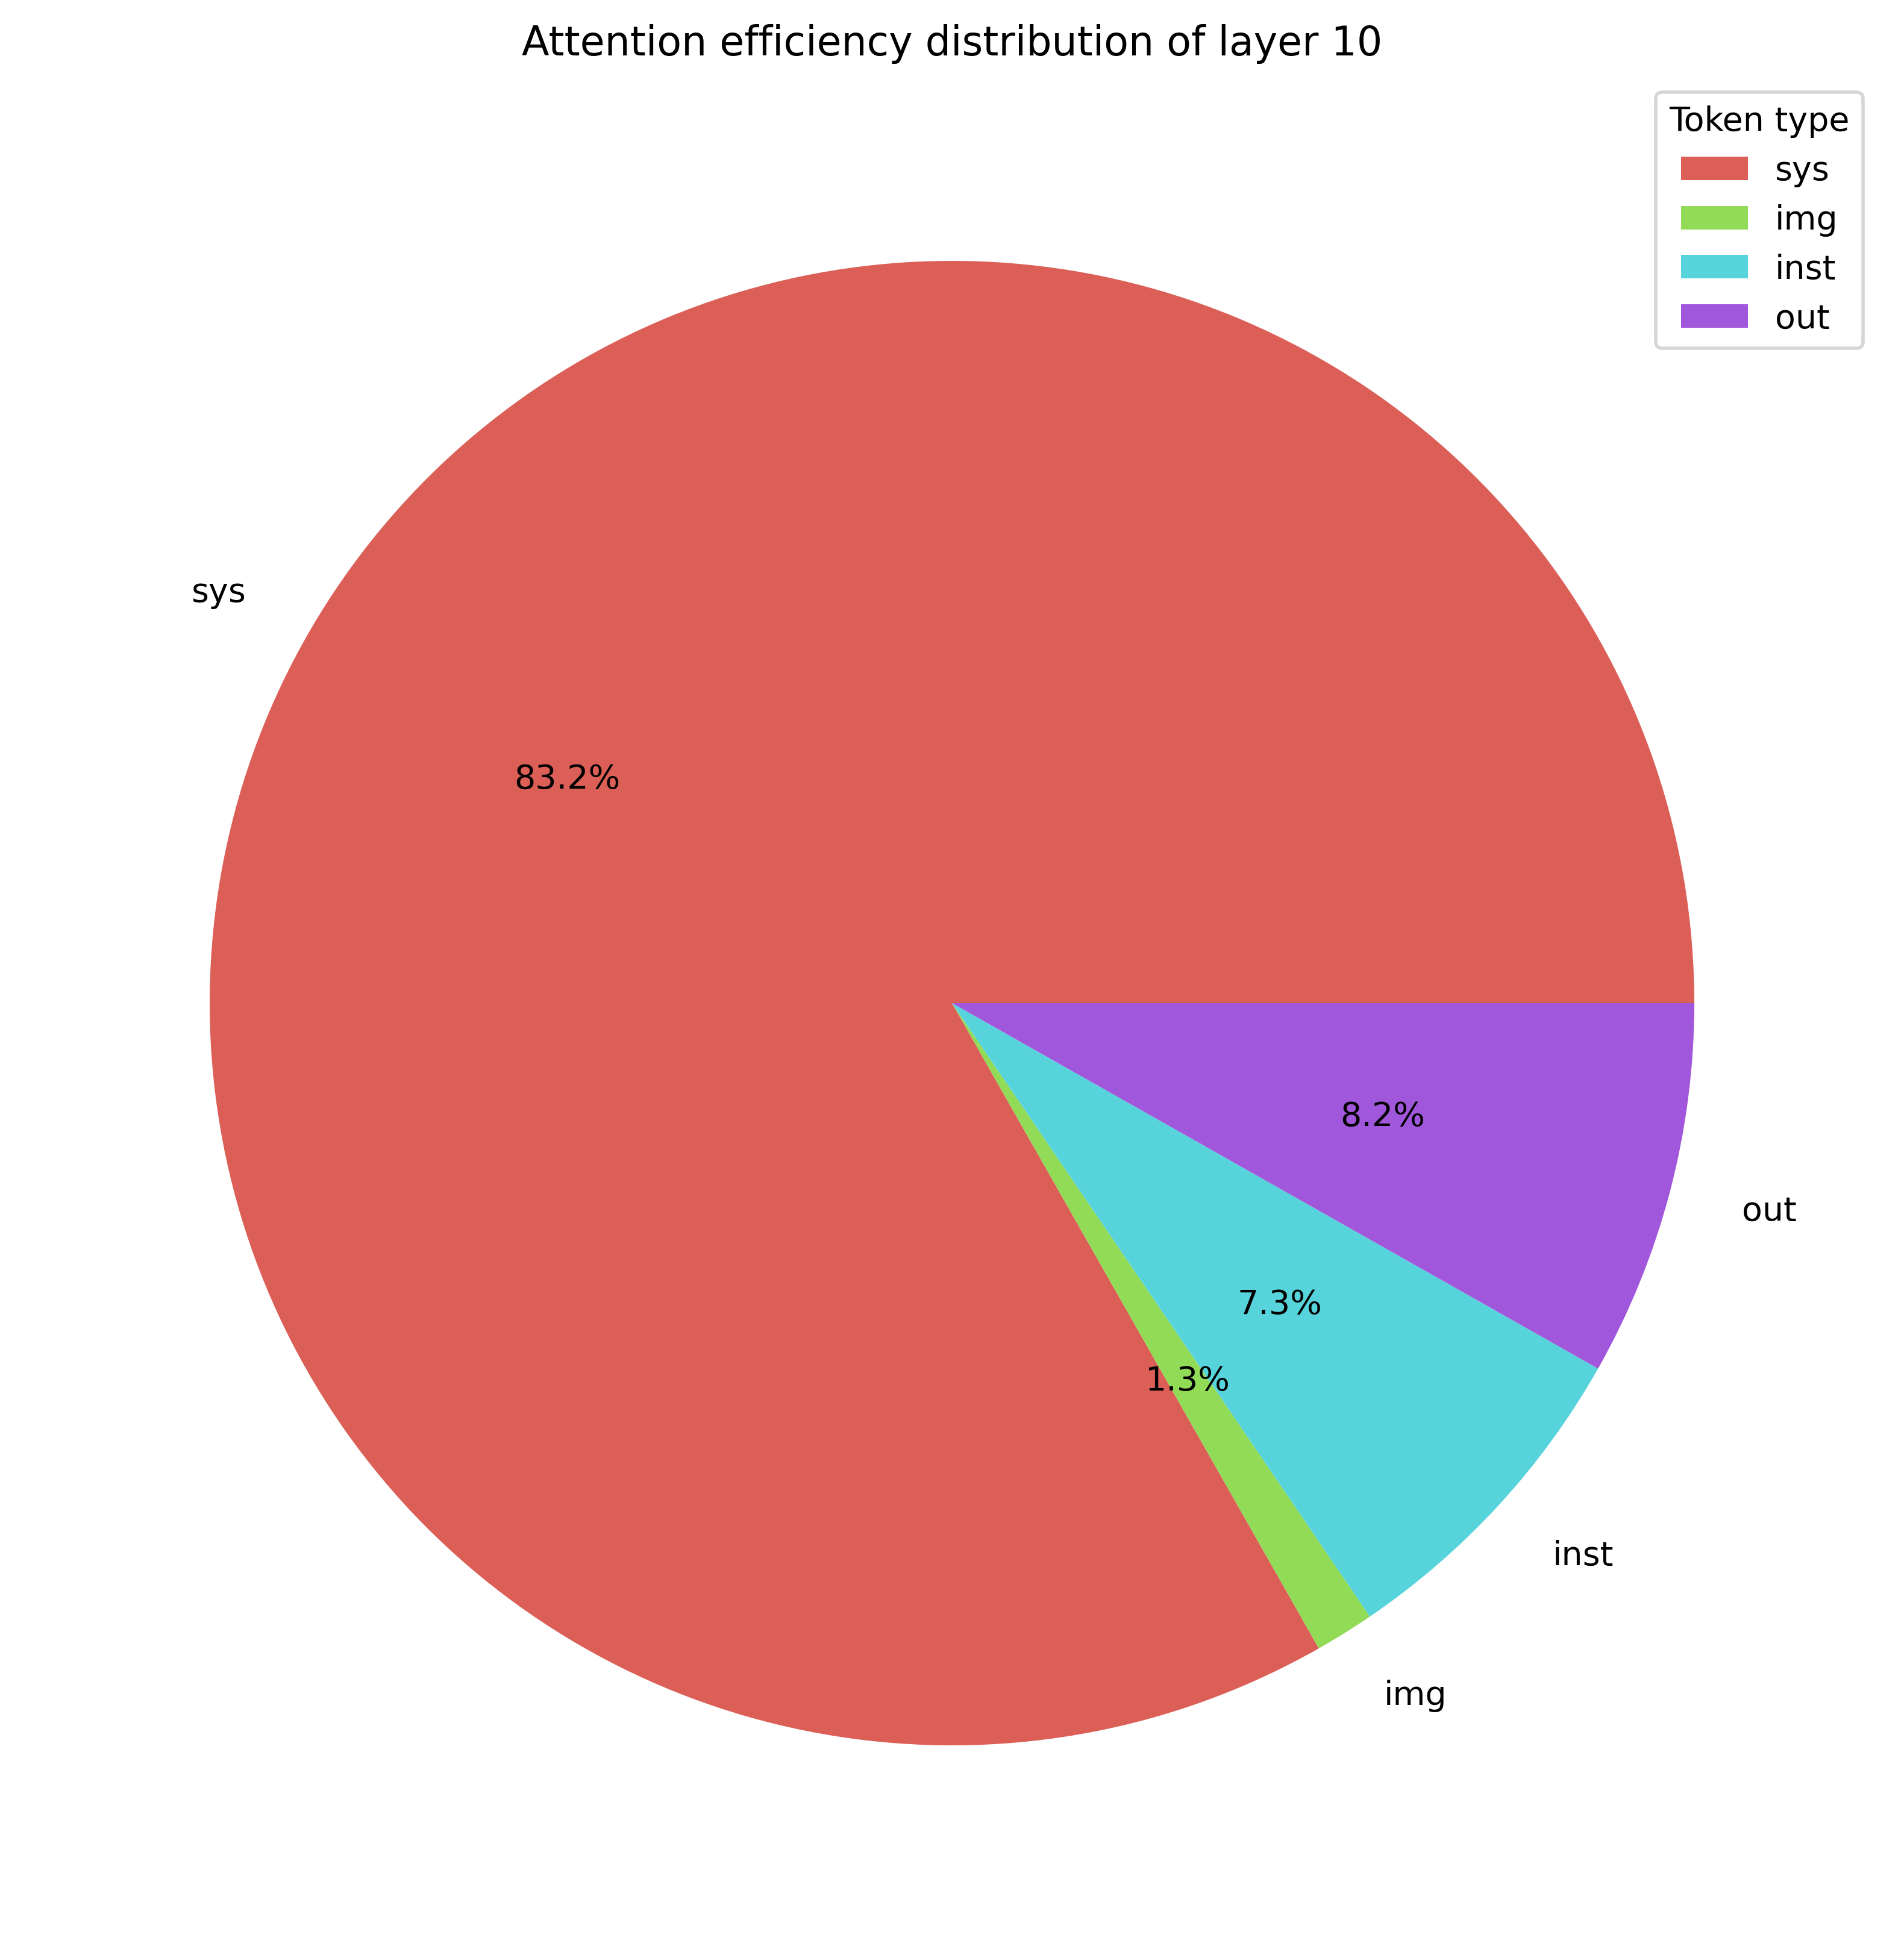 Attention efficiency distribution of layer 10
Token type
sys
img
inst
out
sys
83.2%
8.2%
out
7.3%
1.3%
inst
img